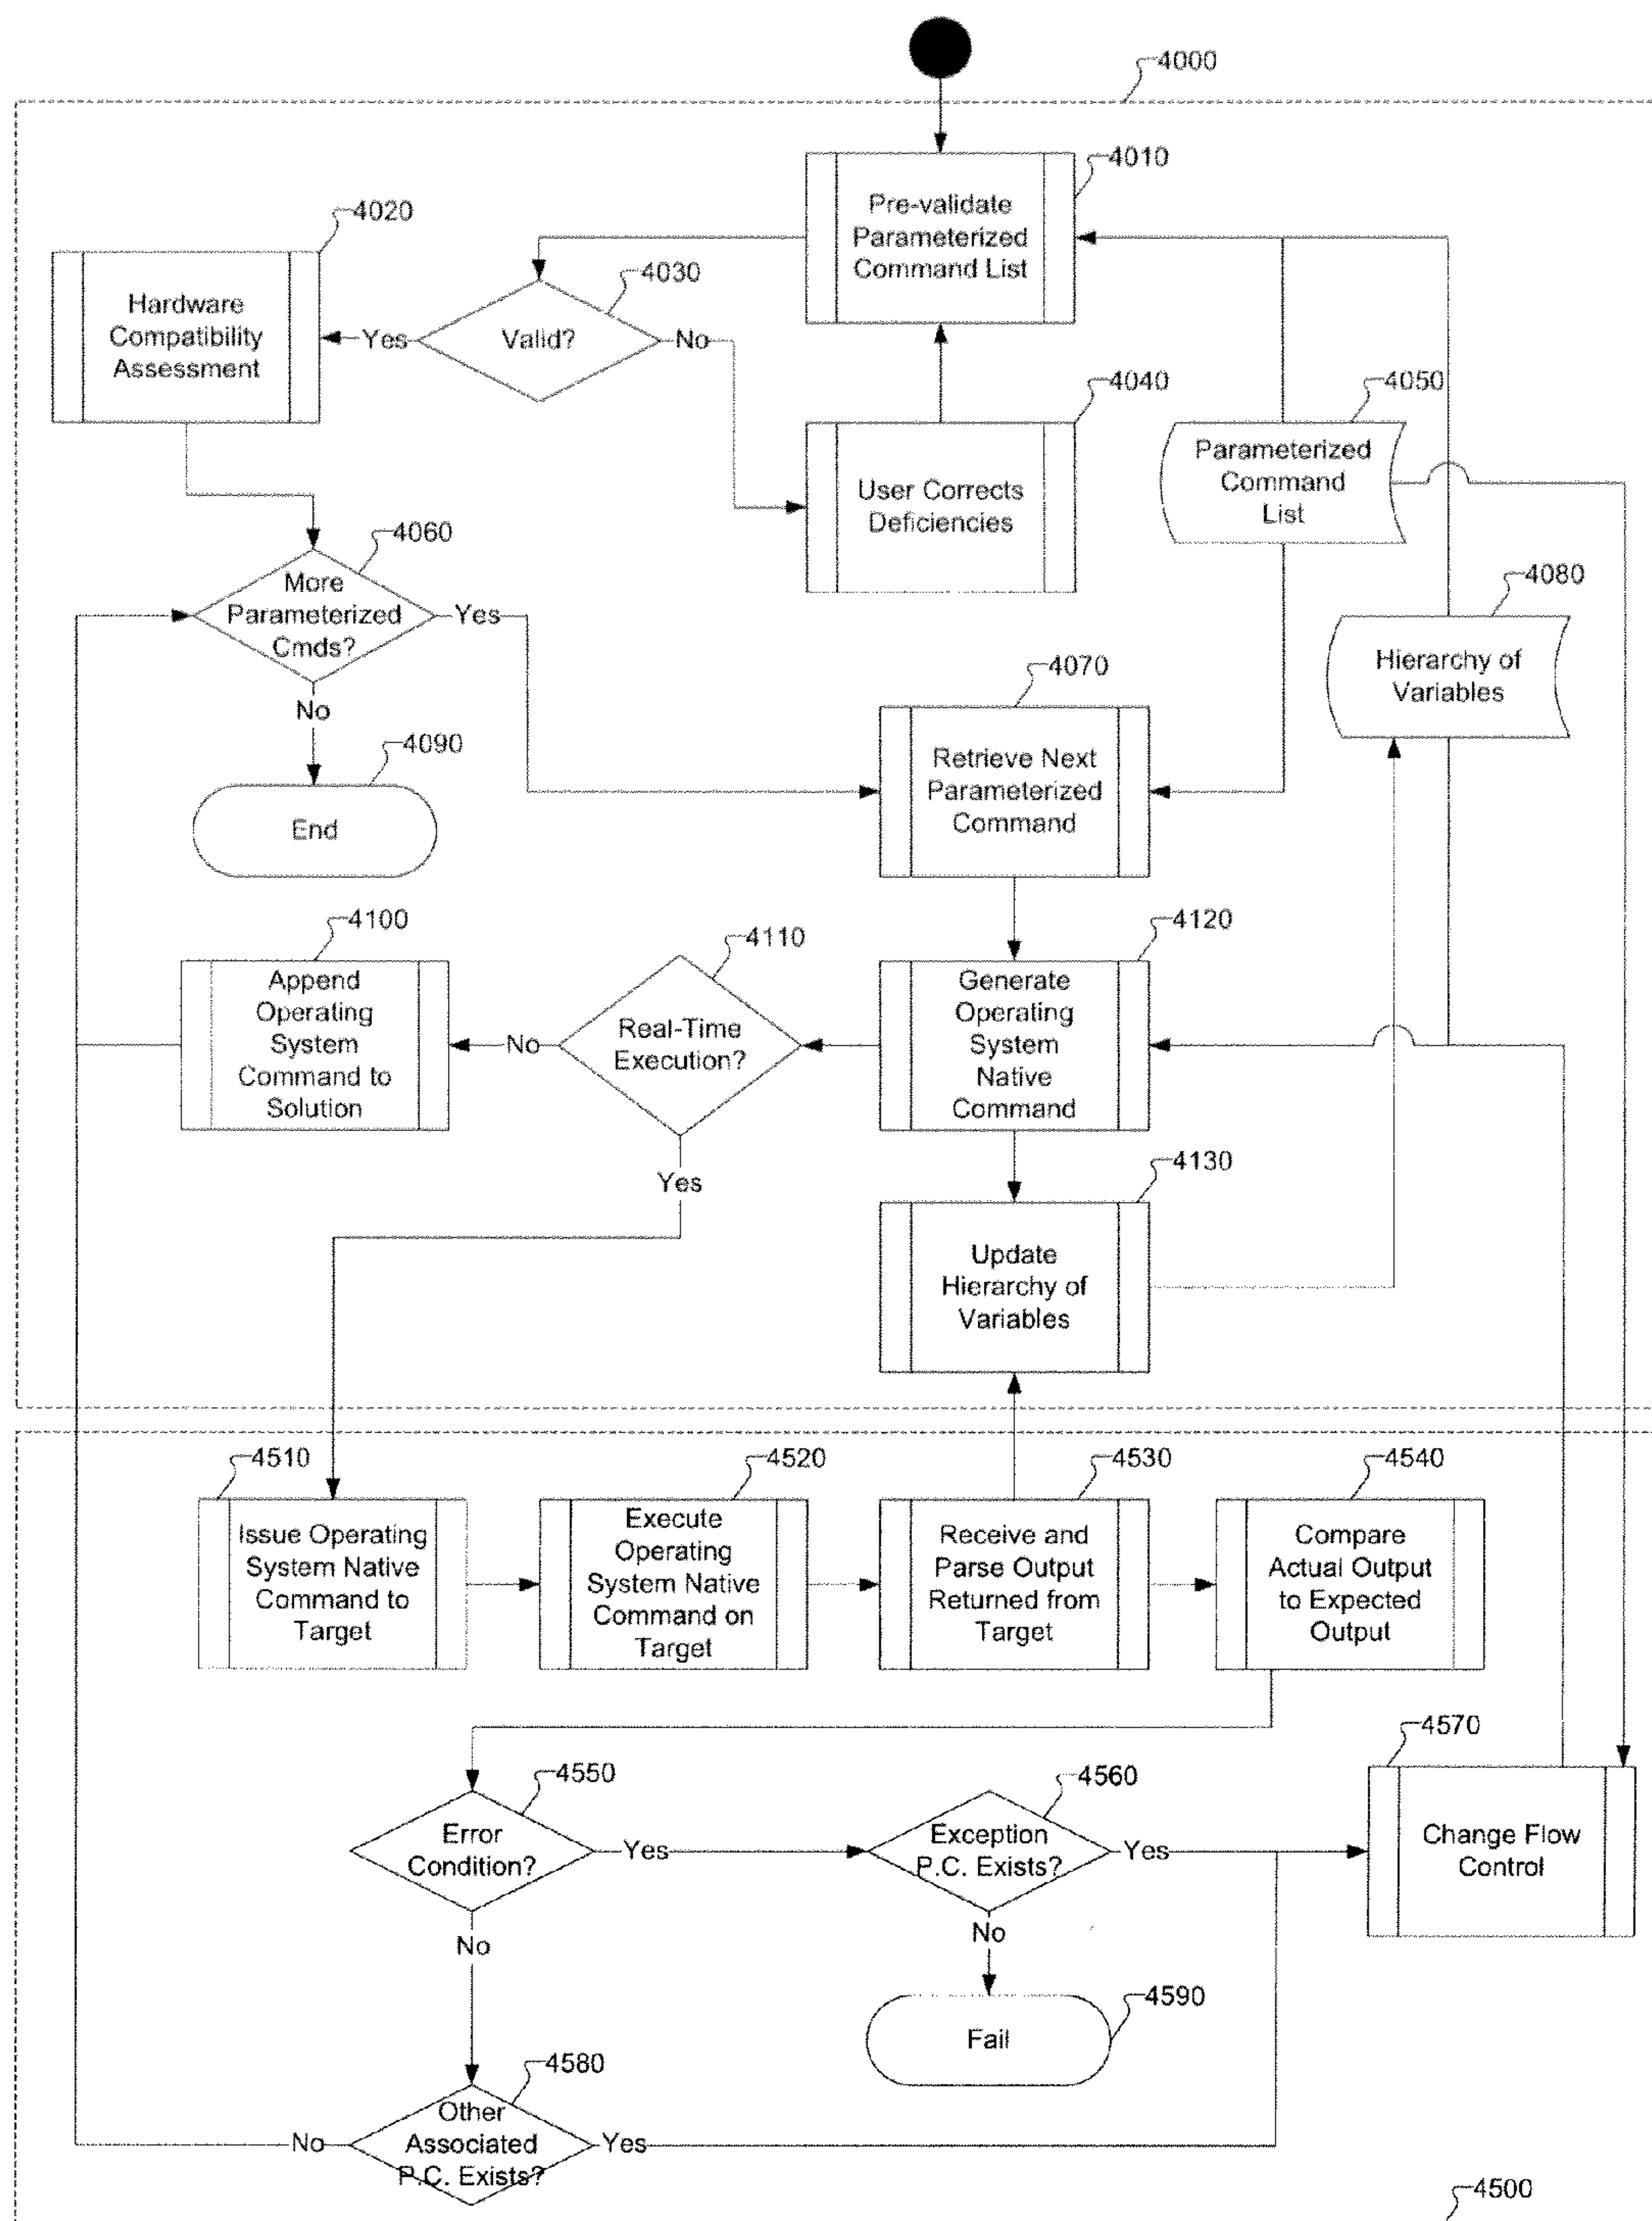 4000
4010
Pre-validate
Parameterized
Command List
4020
Hardware
Compatibility
Assessment
4030
Valid?
Yes
No
4040
User Corrects
Deficiencies
4050
Parameterized
Command
List
4060
More
Parameterized
Cmds?
Yes
No
4070
Retrieve Next
Parameterized
Command
4080
Hierarchy of
Variables
4090
End
4100
Append
Operating
System
Command to
Solution
4110
Real-Time
Execution?
No
Yes
4120
Generate
Operating
System
Native
Command
4130
Update
Hierarchy of
Variables
4510
Issue Operating
System Native
Command to
Target
4520
Execute
Operating
System Native
Command on
Target
4530
Receive and
Parse Output
Returned from
Target
4540
Compare
Actual Output
to Expected
Output
4550
Error
Condition?
Yes
No
4560
Exception
P.C. Exists?
Yes
No
4570
Change Flow
Control
4590
Fail
4580
Other
Associated
P.C. Exists?
No
Yes
4500